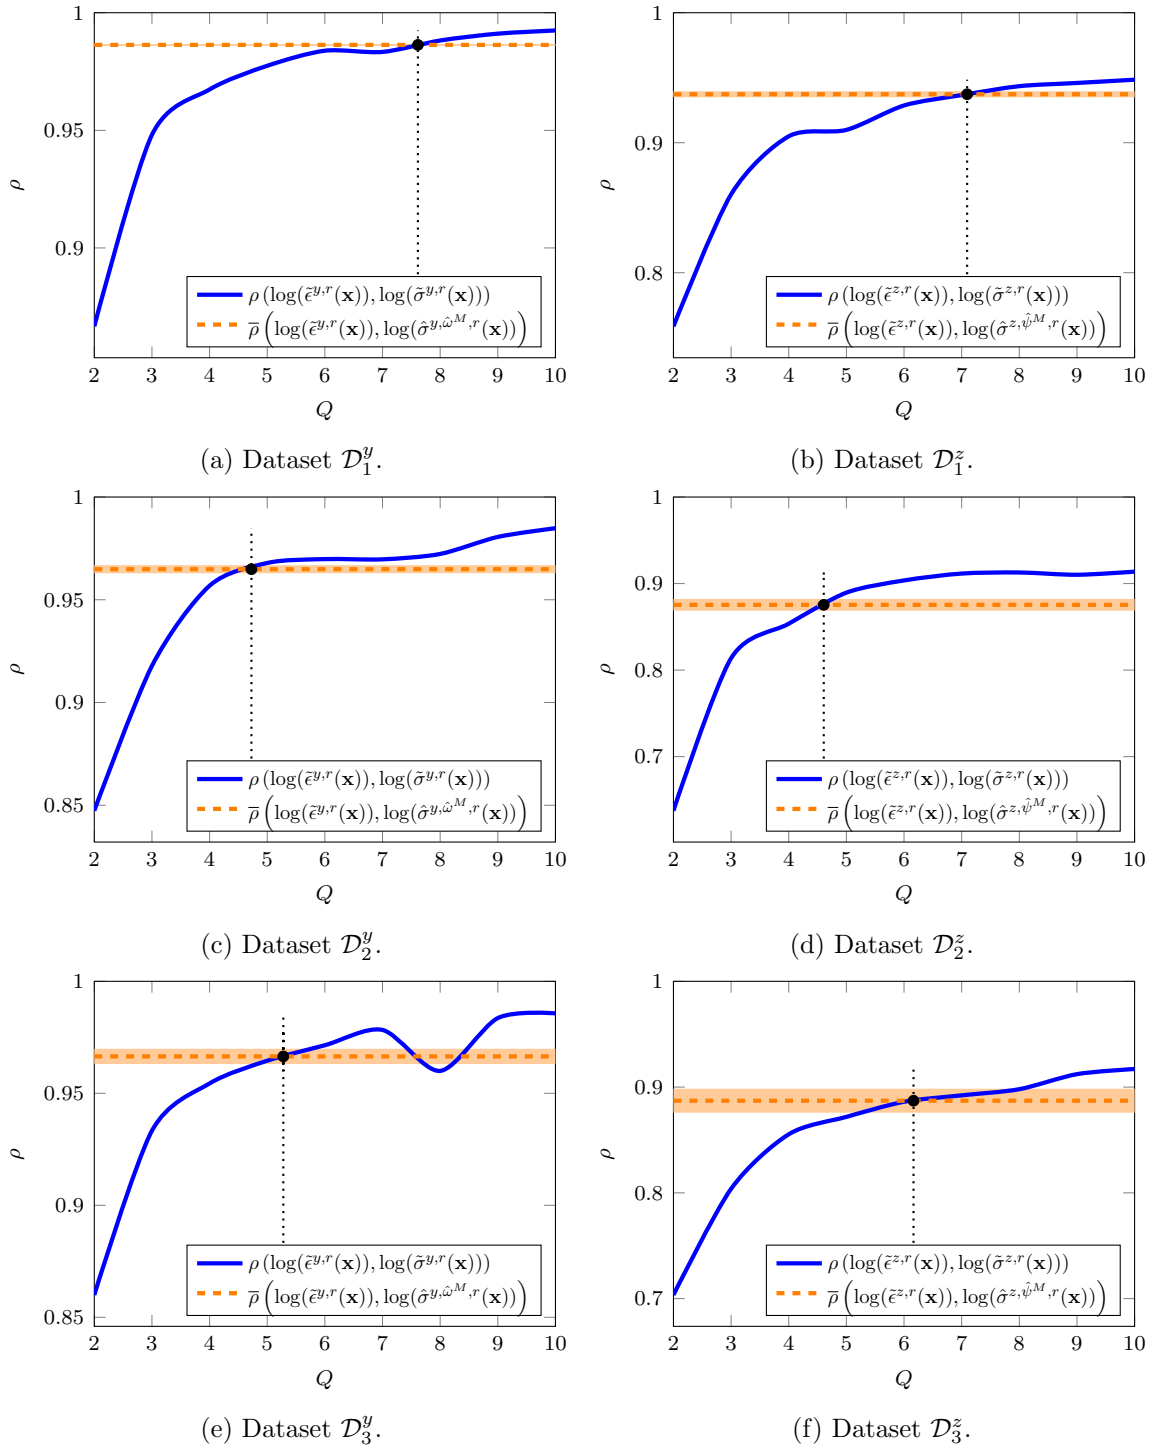 1
0.95
0.9
ρ
2 3 4 5 6 7 8 9 10
Q
ρ (log(ϵ̃^{y,r}(𝐱)), log(σ̃^{y,r}(𝐱)))
ρ̅ (log(ϵ̃^{y,r}(𝐱)), log(σ̂^{y,ω̂^M,r}(𝐱)))
(a) Dataset 𝒟_1^y.
1
0.9
0.8
ρ
2 3 4 5 6 7 8 9 10
Q
ρ (log(ϵ̃^{z,r}(𝐱)), log(σ̃^{z,r}(𝐱)))
ρ̅ (log(ϵ̃^{z,r}(𝐱)), log(σ̂^{z,ψ̂^M,r}(𝐱)))
(b) Dataset 𝒟_1^z.
1
0.95
0.9
0.85
ρ
2 3 4 5 6 7 8 9 10
Q
ρ (log(ϵ̃^{y,r}(𝐱)), log(σ̃^{y,r}(𝐱)))
ρ̅ (log(ϵ̃^{y,r}(𝐱)), log(σ̂^{y,ω̂^M,r}(𝐱)))
(c) Dataset 𝒟_2^y.
1
0.9
0.8
0.7
ρ
2 3 4 5 6 7 8 9 10
Q
ρ (log(ϵ̃^{z,r}(𝐱)), log(σ̃^{z,r}(𝐱)))
ρ̅ (log(ϵ̃^{z,r}(𝐱)), log(σ̂^{z,ψ̂^M,r}(𝐱)))
(d) Dataset 𝒟_2^z.
1
0.95
0.9
0.85
ρ
2 3 4 5 6 7 8 9 10
Q
ρ (log(ϵ̃^{y,r}(𝐱)), log(σ̃^{y,r}(𝐱)))
ρ̅ (log(ϵ̃^{y,r}(𝐱)), log(σ̂^{y,ω̂^M,r}(𝐱)))
(e) Dataset 𝒟_3^y.
1
0.9
0.8
0.7
ρ
2 3 4 5 6 7 8 9 10
Q
ρ (log(ϵ̃^{z,r}(𝐱)), log(σ̃^{z,r}(𝐱)))
ρ̅ (log(ϵ̃^{z,r}(𝐱)), log(σ̂^{z,ψ̂^M,r}(𝐱)))
(f) Dataset 𝒟_3^z.